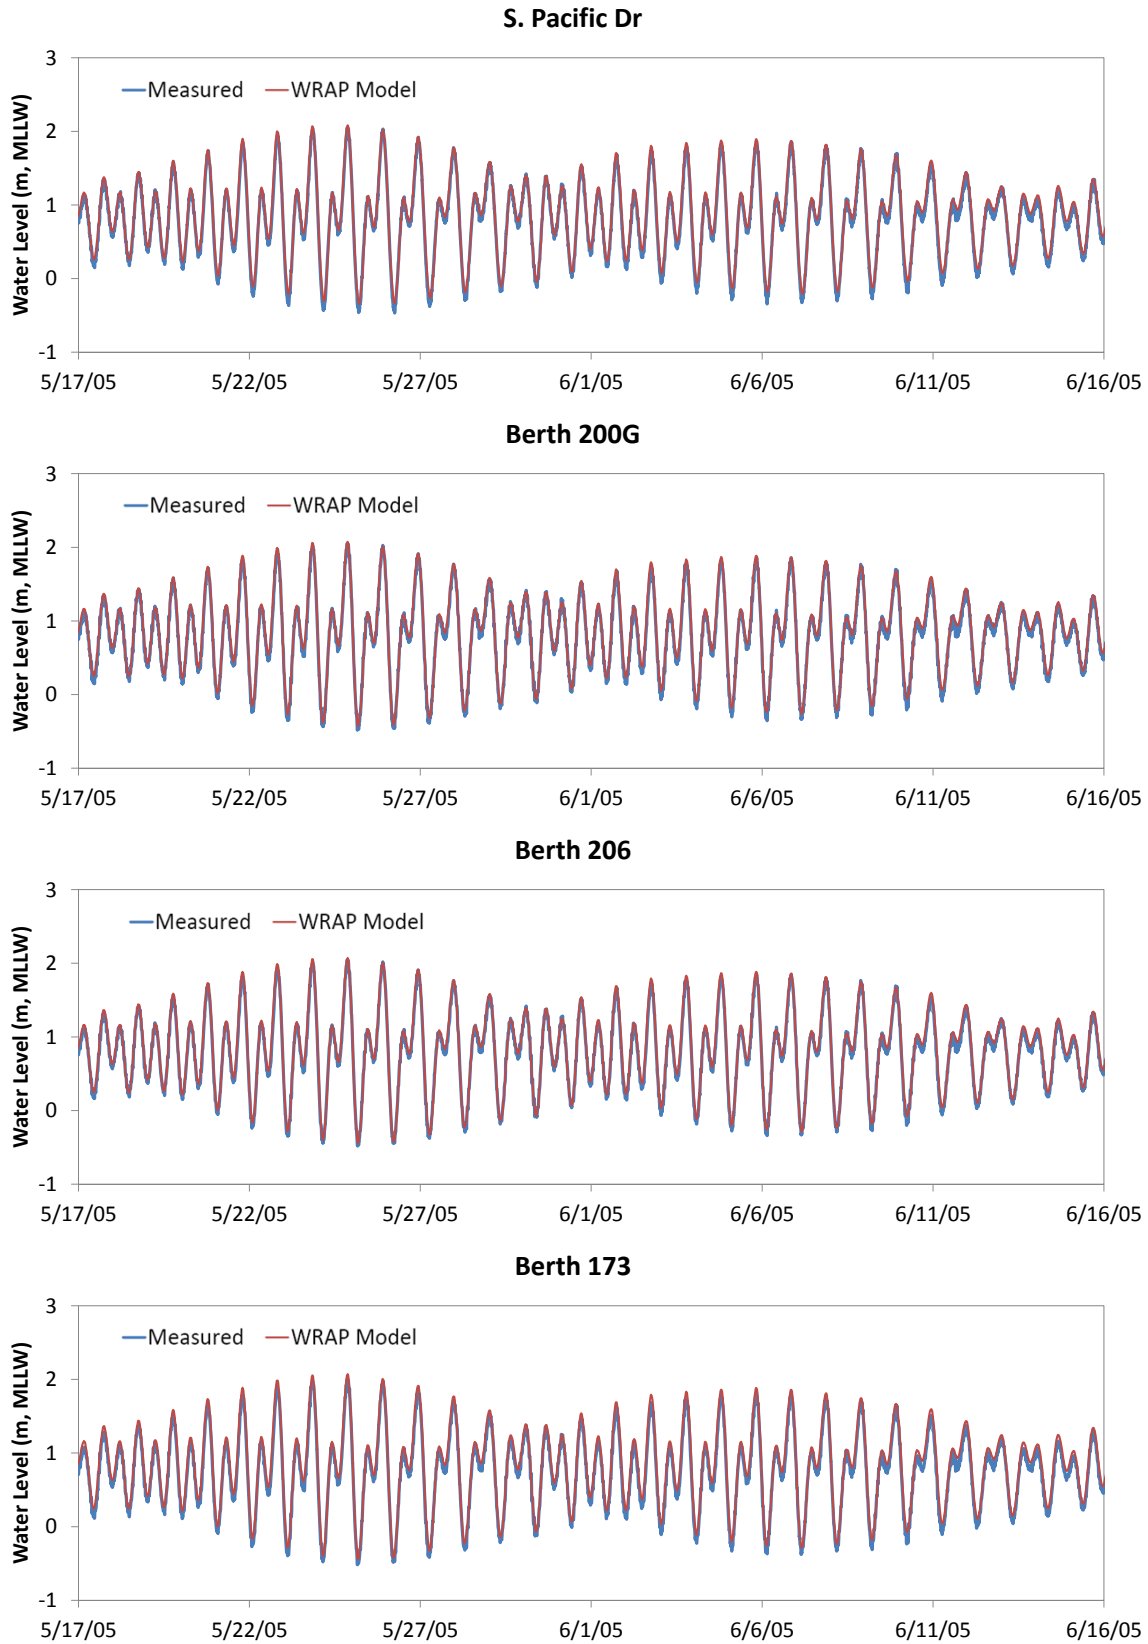 S. Pacific Dr
Water Level (m, MLLW)
Measured WRAP Model
3
2
1
0
-1
5/17/05 5/22/05 5/27/05 6/1/05 6/6/05 6/11/05 6/16/05
Berth 200G
Water Level (m, MLLW)
Measured WRAP Model
3
2
1
0
-1
5/17/05 5/22/05 5/27/05 6/1/05 6/6/05 6/11/05 6/16/05
Berth 206
Water Level (m, MLLW)
Measured WRAP Model
3
2
1
0
-1
5/17/05 5/22/05 5/27/05 6/1/05 6/6/05 6/11/05 6/16/05
Berth 173
Water Level (m, MLLW)
Measured WRAP Model
3
2
1
0
-1
5/17/05 5/22/05 5/27/05 6/1/05 6/6/05 6/11/05 6/16/05